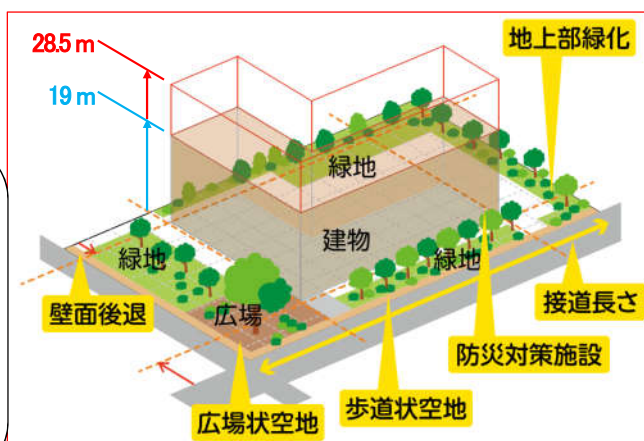 28.5 m
地上部緑化
19 m
緑地
建物
緑地
緑地
壁面後退
広場
接道長さ
防災対策施設
歩道状空地
広場状空地